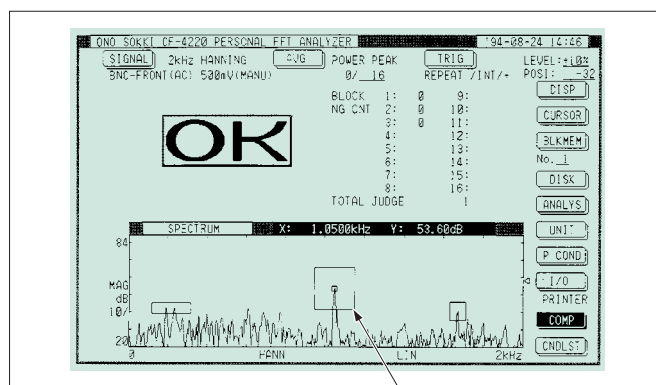 ONO SOKKI CF-4220 PERSONAL FFT ANALYZER '94-08-24 14:46
SIGNAL 2kHz HANNING AVG POWER PEAK TRIG LEVEL:±10%
BNC-FRONT(AC) 500mV(MANU) 0/ 16 REPEAT /INT/+ POSI: -32
DISP
BLOCK 1: 0 9:
NG CNT 2: 0 10:
3: 0 11:
4: 12:
5: 13:
6: 14:
7: 15:
8: 16:
TOTAL JUDGE !
OK
CURSOR
BLKMEM
No. 1
DISK
ANALYS
UNIT
P COND
I/O
PRINTER
COMP
CNDLST
SPECTRUM X: 1.0500kHz Y: 53.60dB
84
MAG
dB
10/
20
0 HANN LIN 2kHz